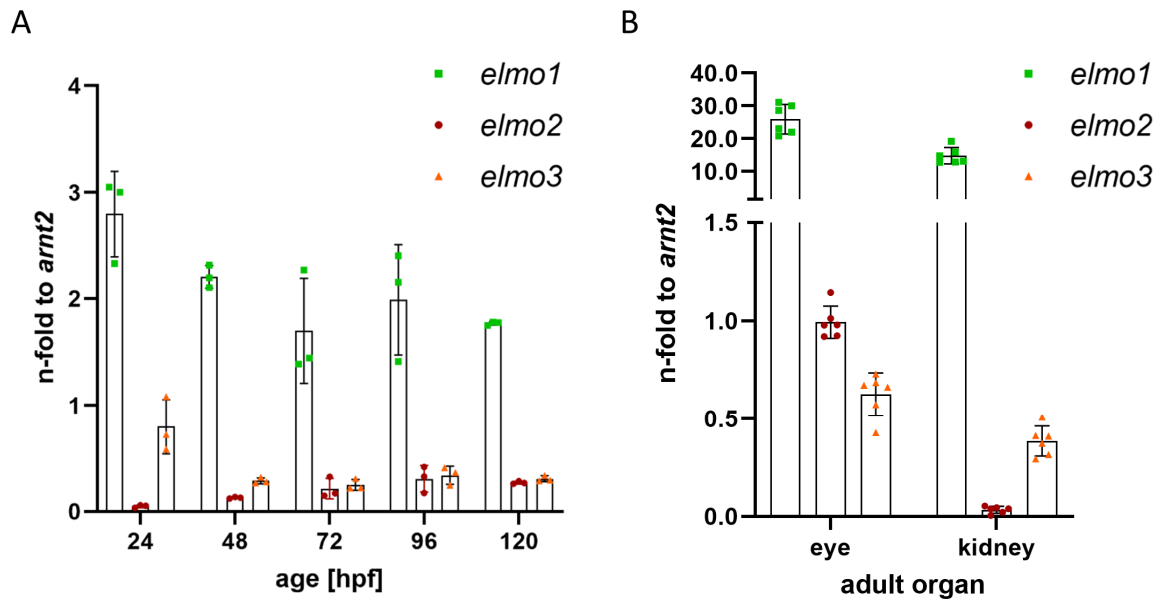 A
n-fold to arnt2
4
3
2
1
0
24 48 72 96 120
age [hpf]
elmo1
elmo2
elmo3
B
n-fold to arnt2
40.0
30.0
20.0
10.0
1.5
1.0
0.5
0.0
eye kidney
adult organ
elmo1
elmo2
elmo3